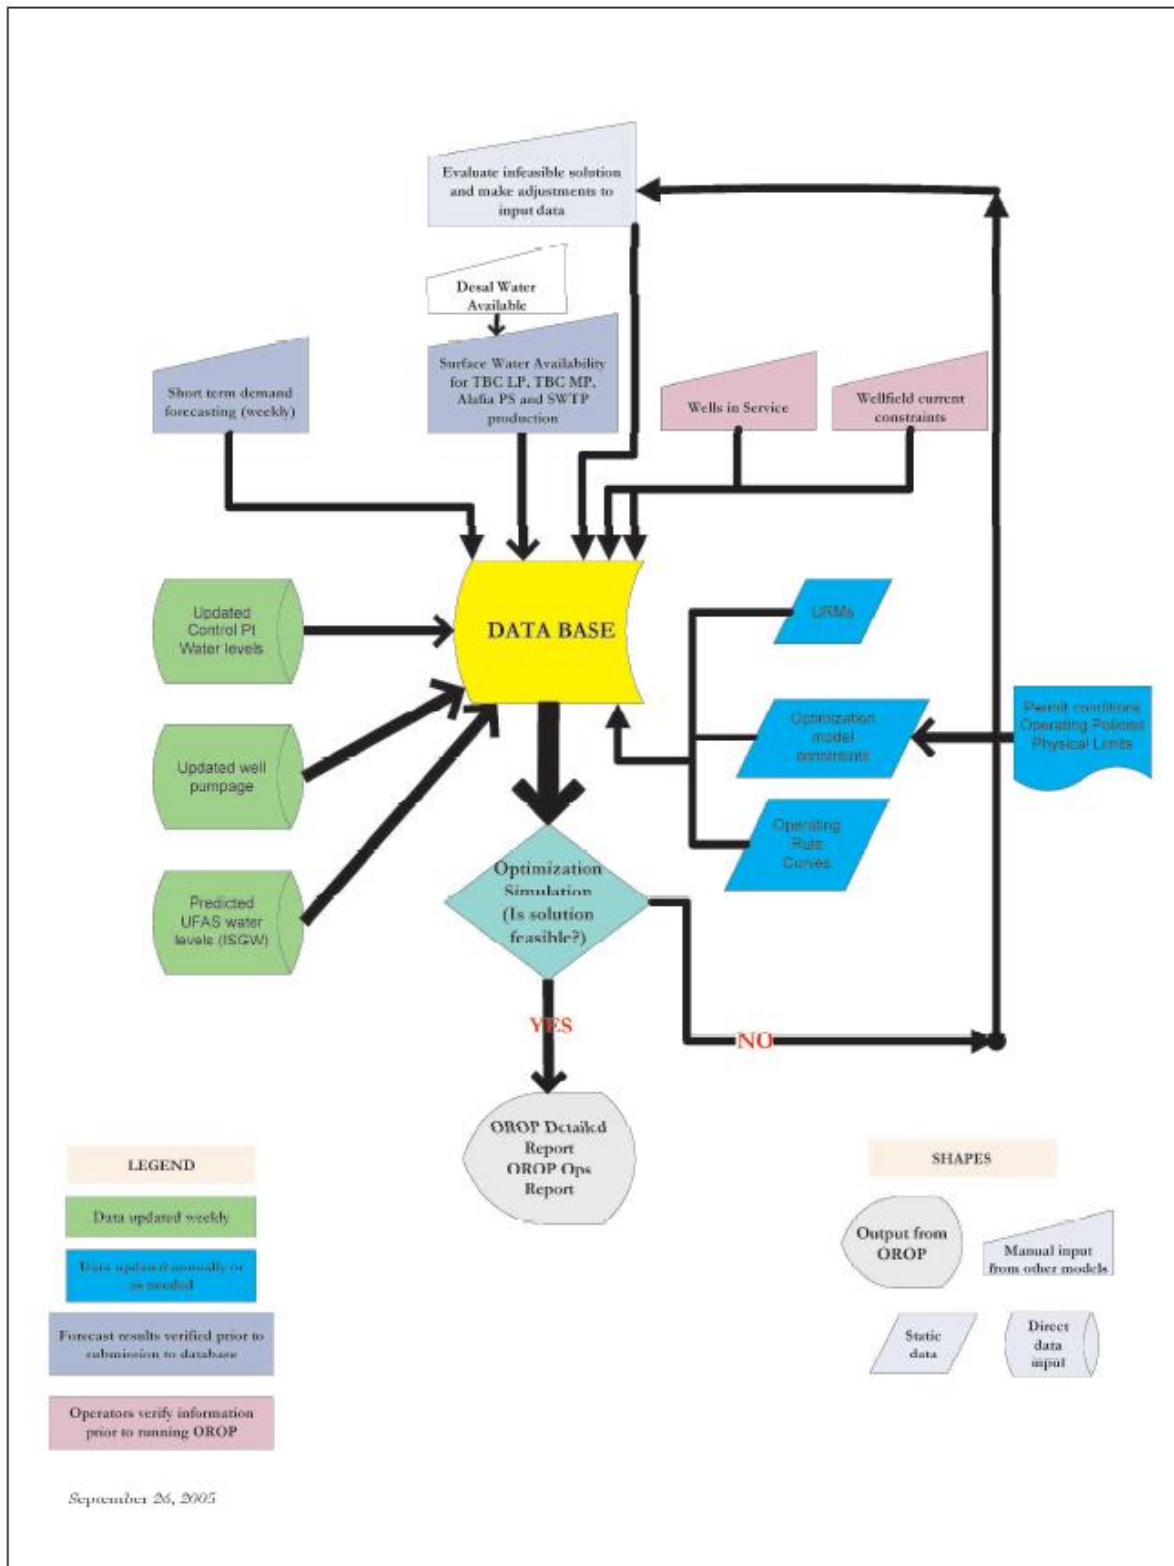 Evaluate infeasible solution
and make adjustments to
input data
Desal Water
Available
Short term demand
forecasting (weekly)
Surface Water Availability
for TBC LP, TBC MP,
Alafia PS and SWTP
production
Wells in Service
Wellfield current
constraints
Updated
Control Pt
Water levels
DATA BASE
URMs
Updated well
pumpage
Optimization
model
constraints
Permit conditions
Operating Policies
Physical Limits
Operating
Rule
Curves
Predicted
UFAS water
levels (ISGW)
Optimization
Simulation
(Is solution
feasible?)
YES
NO
OROP Detailed
Report
OROP Ops
Report
LEGEND
Data updated weekly
Data updated annually or
as needed
Forecast results verified prior to
submission to database
Operators verify information
prior to running OROP
SHAPES
Output from
OROP
Manual input
from other models
Static
data
Direct
data
input
September 26, 2005